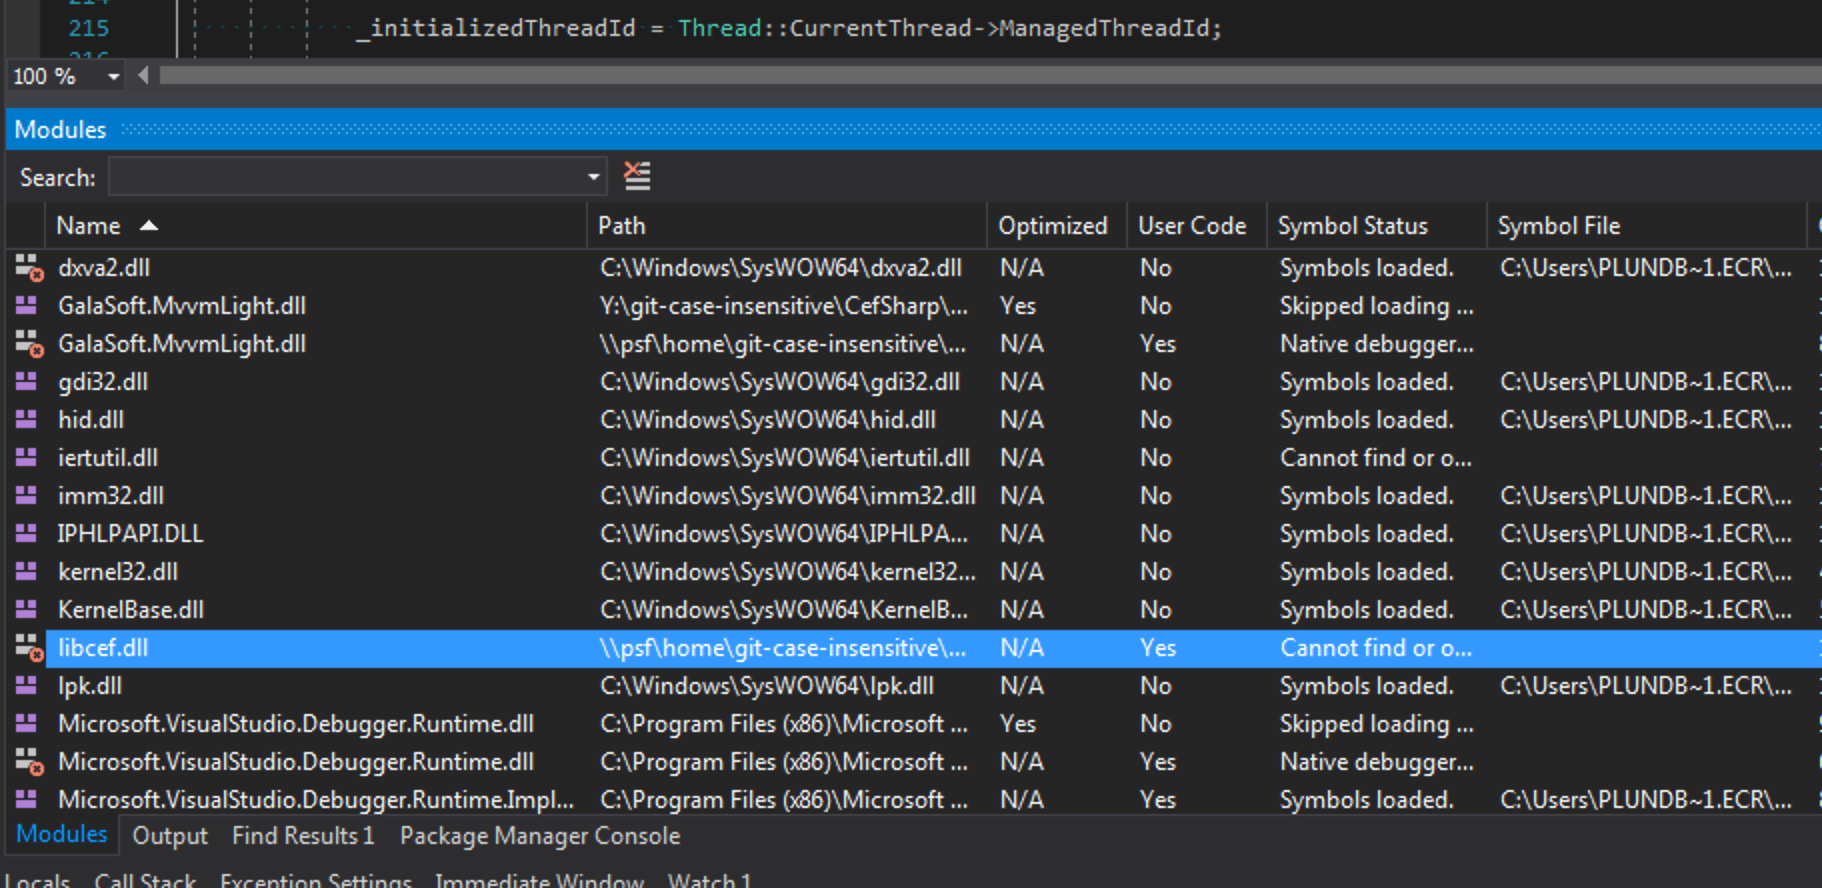 214
215 _initializedThreadId = Thread::CurrentThread->ManagedThreadId;
216
100 %
Modules
Search:
Name Path Optimized User Code Symbol Status Symbol File
dxva2.dll C:\Windows\SysWOW64\dxva2.dll N/A No Symbols loaded. C:\Users\PLUNDB~1.ECR\...
GalaSoft.MvvmLight.dll Y:\git-case-insensitive\CefSharp\... Yes No Skipped loading ...
GalaSoft.MvvmLight.dll \\psf\home\git-case-insensitive\... N/A Yes Native debugger...
gdi32.dll C:\Windows\SysWOW64\gdi32.dll N/A No Symbols loaded. C:\Users\PLUNDB~1.ECR\...
hid.dll C:\Windows\SysWOW64\hid.dll N/A No Symbols loaded. C:\Users\PLUNDB~1.ECR\...
iertutil.dll C:\Windows\SysWOW64\iertutil.dll N/A No Cannot find or o...
imm32.dll C:\Windows\SysWOW64\imm32.dll N/A No Symbols loaded. C:\Users\PLUNDB~1.ECR\...
IPHLPAPI.DLL C:\Windows\SysWOW64\IPHLPA... N/A No Symbols loaded. C:\Users\PLUNDB~1.ECR\...
kernel32.dll C:\Windows\SysWOW64\kernel32... N/A No Symbols loaded. C:\Users\PLUNDB~1.ECR\...
KernelBase.dll C:\Windows\SysWOW64\KernelB... N/A No Symbols loaded. C:\Users\PLUNDB~1.ECR\...
libcef.dll \\psf\home\git-case-insensitive\... N/A Yes Cannot find or o...
lpk.dll C:\Windows\SysWOW64\lpk.dll N/A No Symbols loaded. C:\Users\PLUNDB~1.ECR\...
Microsoft.VisualStudio.Debugger.Runtime.dll C:\Program Files (x86)\Microsoft ... Yes No Skipped loading ...
Microsoft.VisualStudio.Debugger.Runtime.dll C:\Program Files (x86)\Microsoft ... N/A Yes Native debugger...
Microsoft.VisualStudio.Debugger.Runtime.Impl... C:\Program Files (x86)\Microsoft ... N/A Yes Symbols loaded. C:\Users\PLUNDB~1.ECR\...
Modules Output Find Results 1 Package Manager Console
Locals Call Stack Exception Settings Immediate Window Watch 1